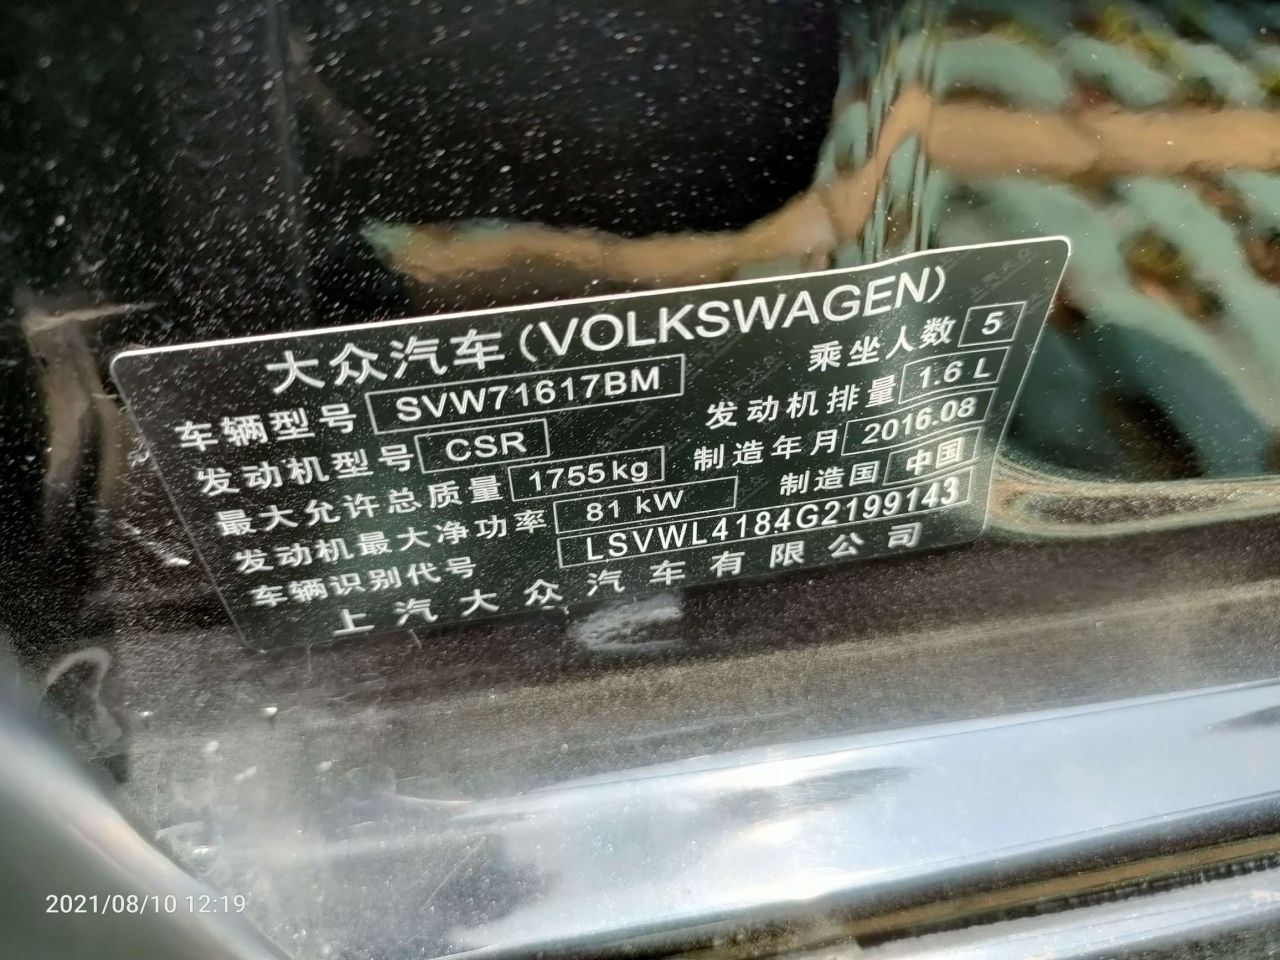 大众汽车(VOLKSWAGEN)
车辆型号 SVW71617BM 乘坐人数 5
发动机型号 CSR 发动机排量 1.6 L
最大允许总质量 1755kg 制造年月 2016.08
发动机最大净功率 81 kW 制造国 中国
车辆识别代号 LSVWL4184G2199143
上汽大众汽车有限公司
2021/08/10 12:19